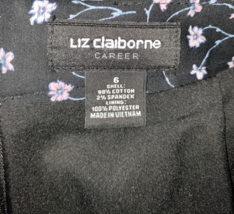 Liz claiborne
CAREER
6
SHELL:
98% COTTON
2% SPANDEX
LINING:
100% POLYESTER
MADE IN VIETNAM